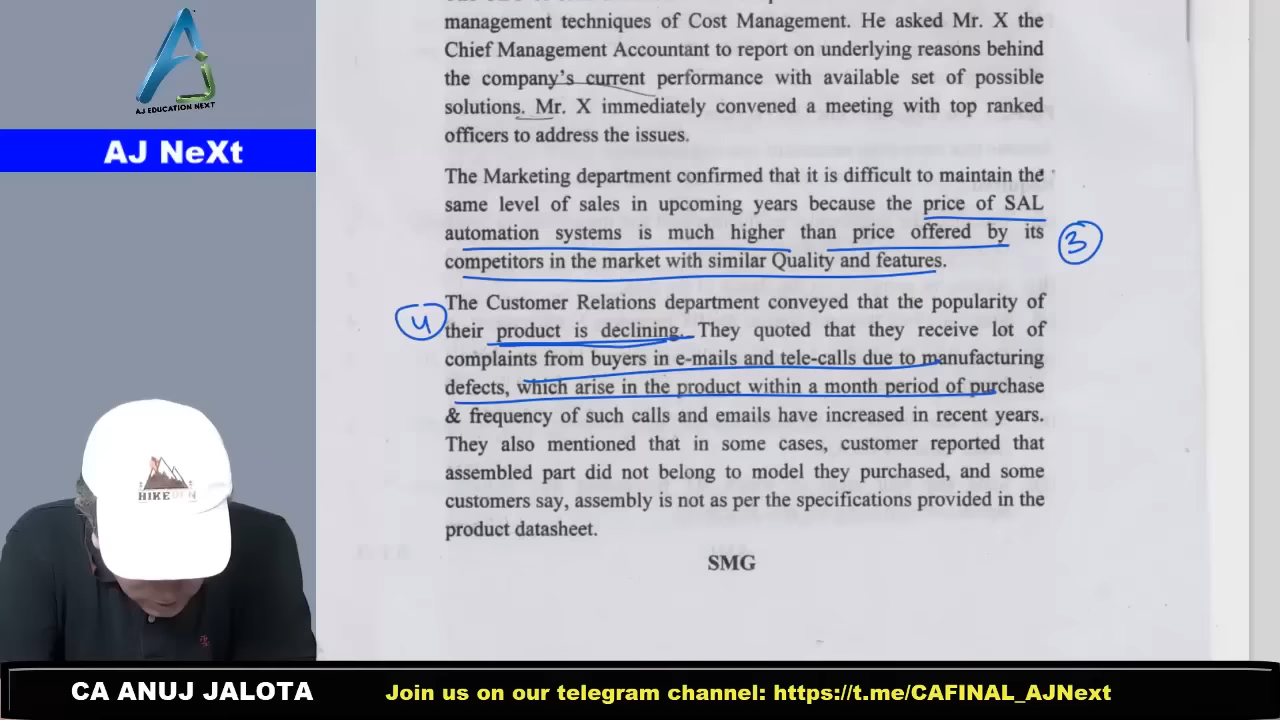 management techniques of Cost Management. He asked Mr. X the
Chief Management Accountant to report on underlying reasons behind
the company's current performance with available set of possible
solutions. Mr. X immediately convened a meeting with top ranked
officers to address the issues.
The Marketing department confirmed that it is difficult to maintain the
same level of sales in upcoming years because the price of SAL
automation systems is much higher than price offered by its
competitors in the market with similar Quality and features.
3
4
The Customer Relations department conveyed that the popularity of
their product is declining. They quoted that they receive lot of
complaints from buyers in e-mails and tele-calls due to manufacturing
defects, which arise in the product within a month period of purchase
& frequency of such calls and emails have increased in recent years.
They also mentioned that in some cases, customer reported that
assembled part did not belong to model they purchased, and some
customers say, assembly is not as per the specifications provided in the
product datasheet.
SMG
AJ EDUCATION NEXT
AJ NeXt
HIKE
CA ANUJ JALOTA
Join us on our telegram channel: https://t.me/CAFINAL_AJNext